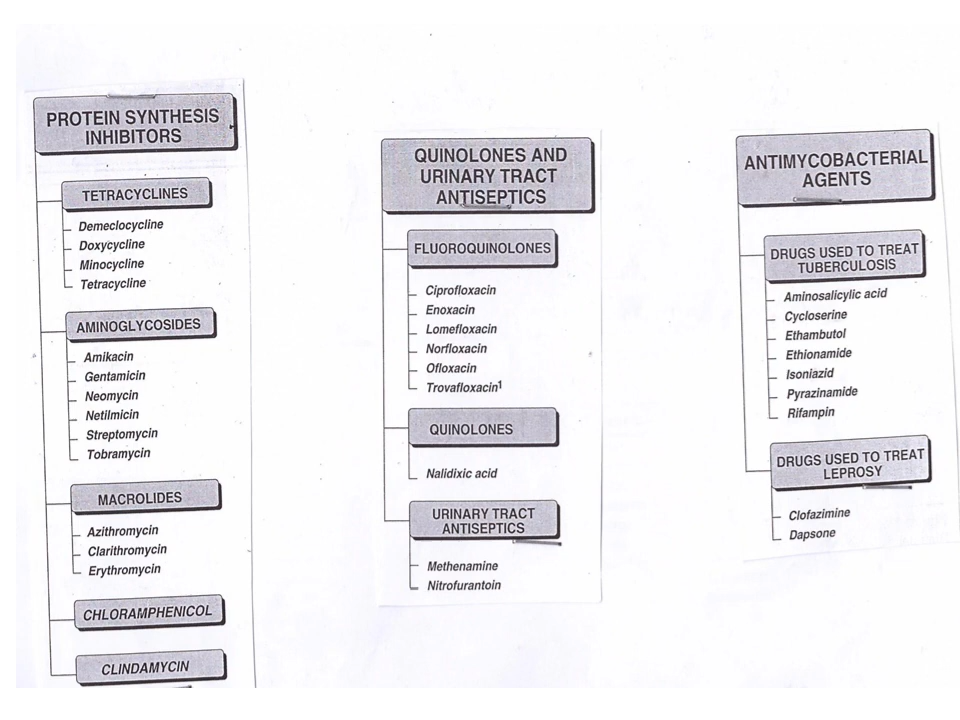 PROTEIN SYNTHESIS
INHIBITORS
TETRACYCLINES
Demeclocycline
Doxycycline
Minocycline
Tetracycline
AMINOGLYCOSIDES
Amikacin
Gentamicin
Neomycin
Netilmicin
Streptomycin
Tobramycin
MACROLIDES
Azithromycin
Clarithromycin
Erythromycin
CHLORAMPHENICOL
CLINDAMYCIN
QUINOLONES AND
URINARY TRACT
ANTISEPTICS
FLUOROQUINOLONES
Ciprofloxacin
Enoxacin
Lomefloxacin
Norfloxacin
Ofloxacin
Trovafloxacin1
QUINOLONES
Nalidixic acid
URINARY TRACT
ANTISEPTICS
Methenamine
Nitrofurantoin
ANTIMYCOBACTERIAL
AGENTS
DRUGS USED TO TREAT
TUBERCULOSIS
Aminosalicylic acid
Cycloserine
Ethambutol
Ethionamide
Isoniazid
Pyrazinamide
Rifampin
DRUGS USED TO TREAT
LEPROSY
Clofazimine
Dapsone